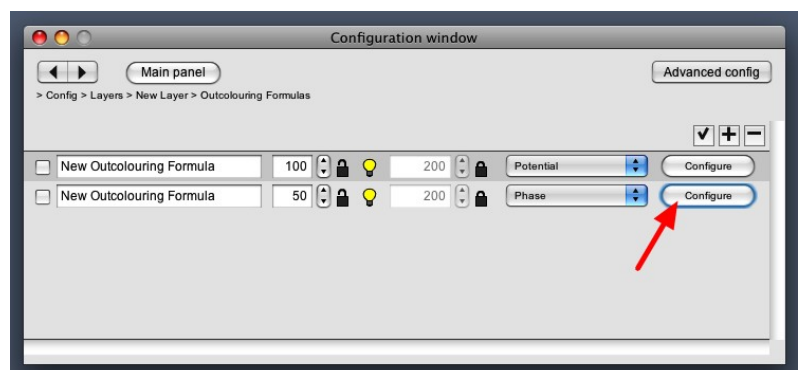 Configuration window
Main panel Advanced config
> Config > Layers > New Layer > Outcolouring Formulas
New Outcolouring Formula 100 200 Potential Configure
New Outcolouring Formula 50 200 Phase Configure